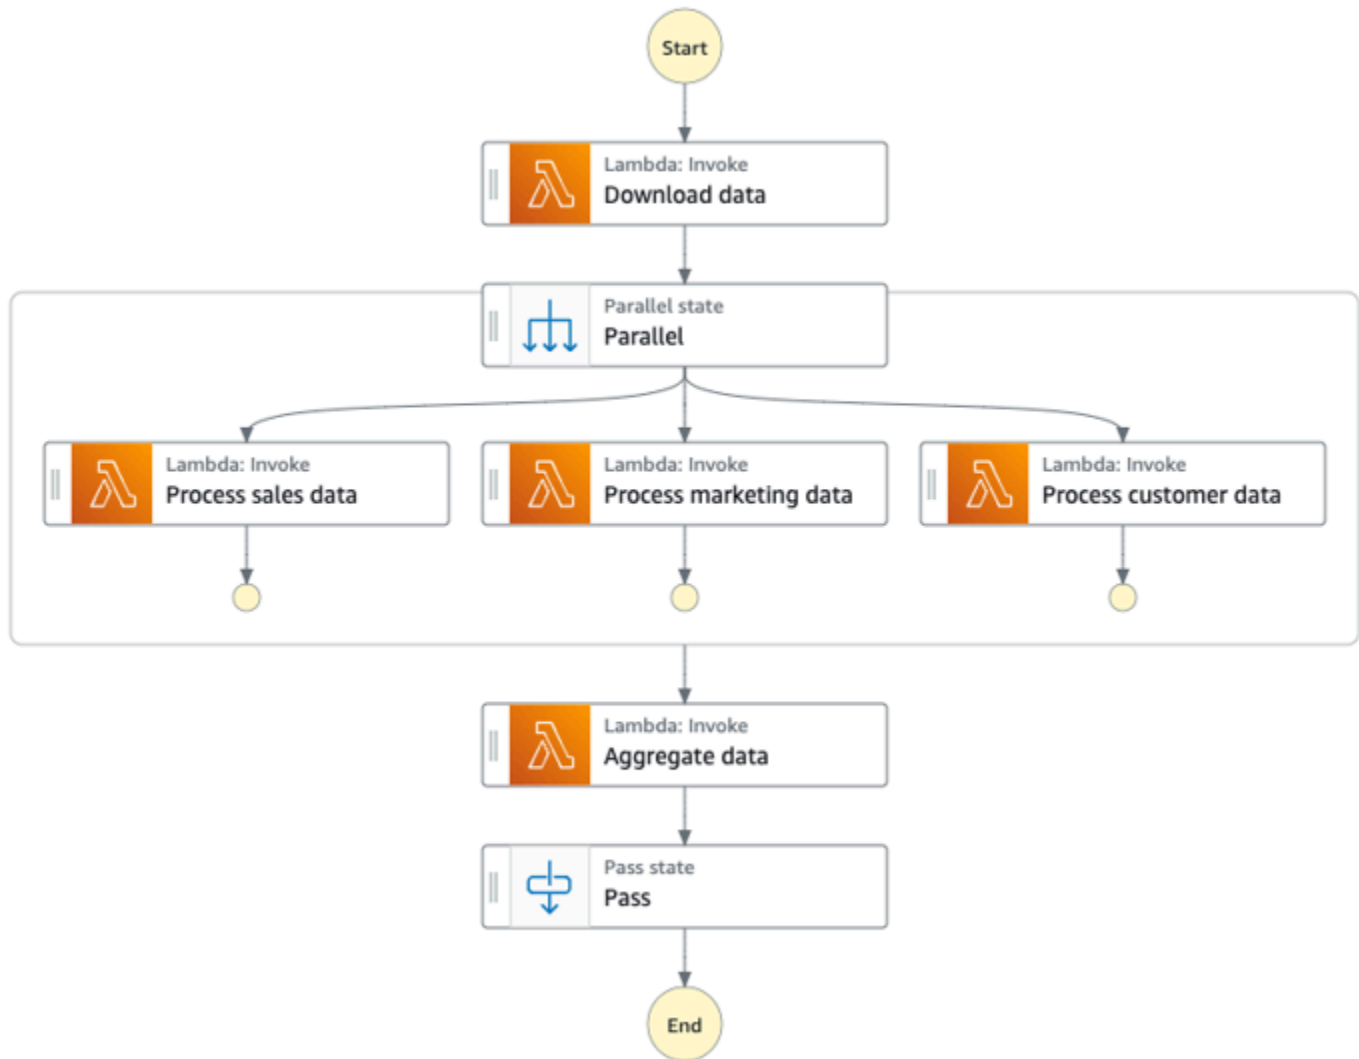 Start
Lambda: Invoke
Download data
Parallel state
Parallel
Lambda: Invoke
Process sales data
Lambda: Invoke
Process marketing data
Lambda: Invoke
Process customer data
Lambda: Invoke
Aggregate data
Pass state
Pass
End